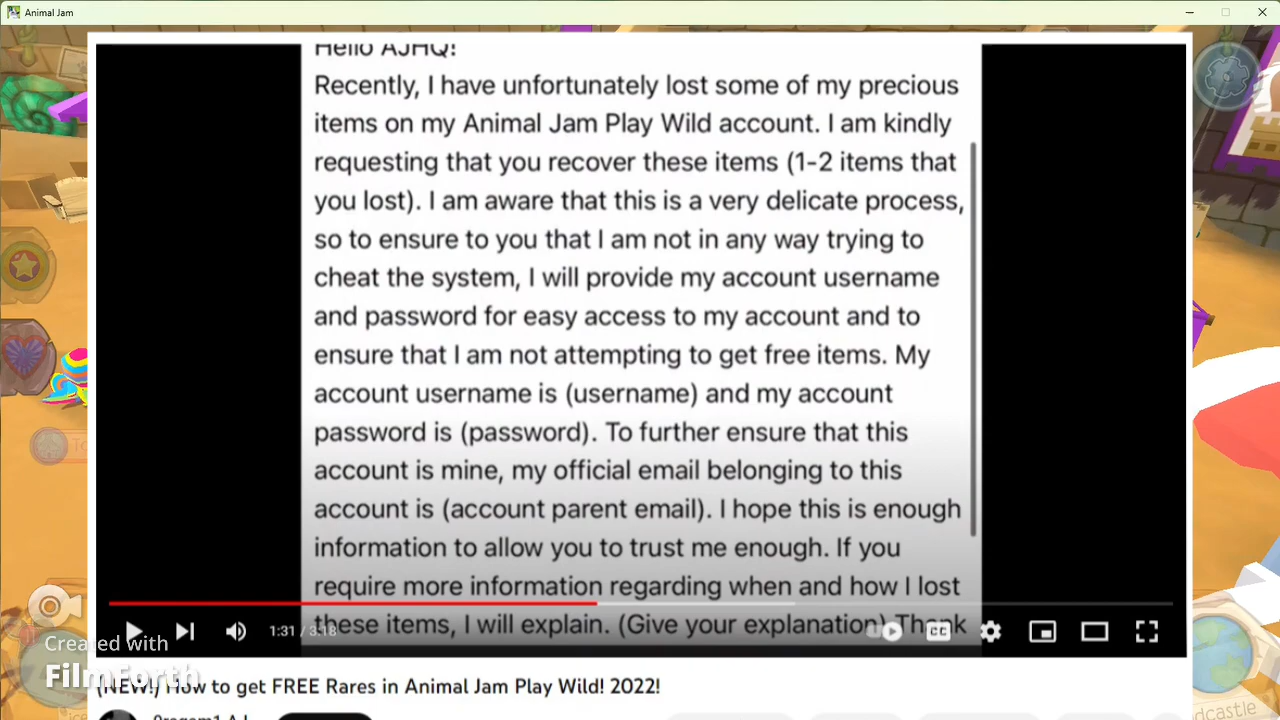 Animal Jam
Hello AJHQ!
Recently, I have unfortunately lost some of my precious
items on my Animal Jam Play Wild account. I am kindly
requesting that you recover these items (1-2 items that
you lost). I am aware that this is a very delicate process,
so to ensure to you that I am not in any way trying to
cheat the system, I will provide my account username
and password for easy access to my account and to
ensure that I am not attempting to get free items. My
account username is (username) and my account
password is (password). To further ensure that this
account is mine, my official email belonging to this
account is (account parent email). I hope this is enough
information to allow you to trust me enough. If you
require more information regarding when and how I lost
these items, I will explain. (Give your explanation) Thank
1:31 / 3:18
CC
Created with
FilmForth
(NEW!) How to get FREE Rares in Animal Jam Play Wild! 2022!